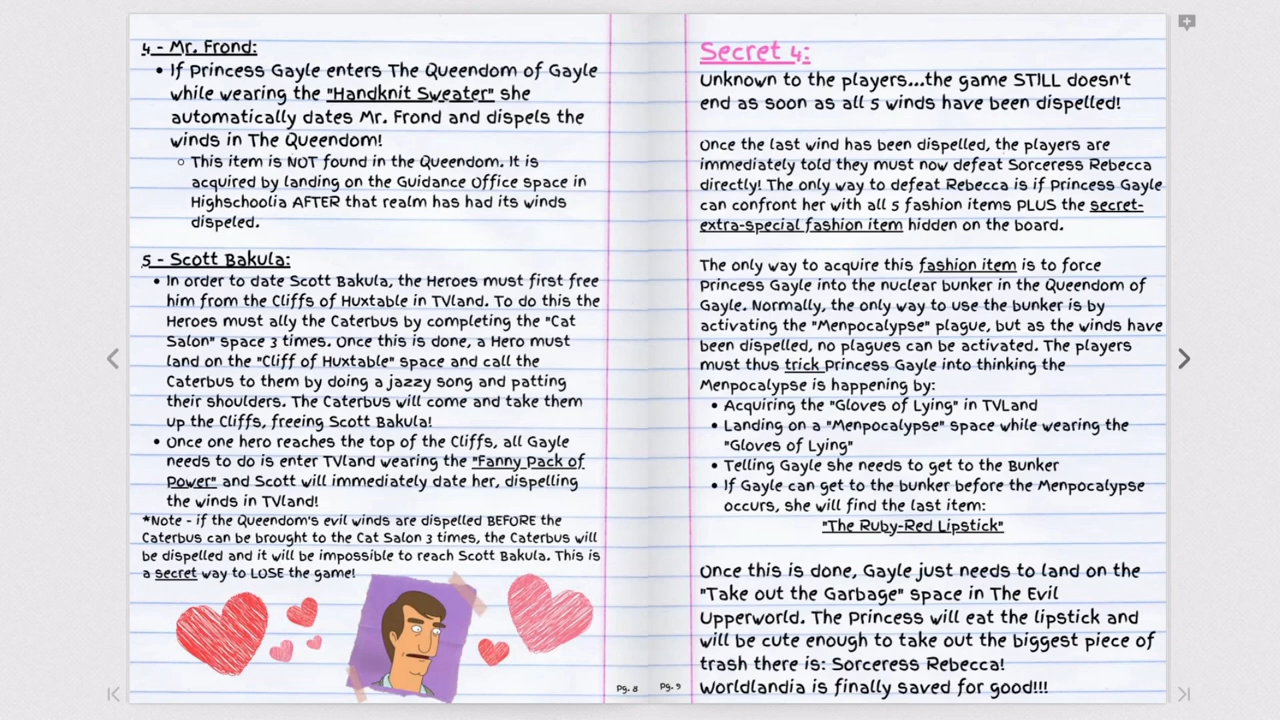 4 - Mr. Frond:
• If Princess Gayle enters The Queendom of Gayle
while wearing the "Handknit Sweater" she
automatically dates Mr. Frond and dispels the
winds in The Queendom!
○ This item is NOT found in the Queendom. It is
acquired by landing on the Guidance Office space in
Highschoolia AFTER that realm has had its winds
dispeled.
5 - Scott Bakula:
• In order to date Scott Bakula, the Heroes must first free
him from the Cliffs of Huxtable in TVland. To do this the
Heroes must ally the Caterbus by completing the "Cat
Salon" space 3 times. Once this is done, a Hero must
land on the "Cliff of Huxtable" space and call the
Caterbus to them by doing a jazzy song and patting
their shoulders. The Caterbus will come and take them
up the Cliffs, freeing Scott Bakula!
• Once one hero reaches the top of the Cliffs, all Gayle
needs to do is enter TVland wearing the "Fanny Pack of
Power" and Scott will immediately date her, dispelling
the winds in TVland!
*Note - if the Queendom's evil winds are dispelled BEFORE the
Caterbus can be brought to the Cat Salon 3 times, the Caterbus will
be dispelled and it will be impossible to reach Scott Bakula. This is
a secret way to LOSE the game!
Pg. 8
Secret 4:
Unknown to the players...the game STILL doesn't
end as soon as all 5 winds have been dispelled!
Once the last wind has been dispelled, the players are
immediately told they must now defeat Sorceress Rebecca
directly! The only way to defeat Rebecca is if Princess Gayle
can confront her with all 5 fashion items PLUS the secret-
extra-special fashion item hidden on the board.
The only way to acquire this fashion item is to force
Princess Gayle into the nuclear bunker in the Queendom of
Gayle. Normally, the only way to use the bunker is by
activating the "Menpocalypse" plague, but as the winds have
been dispelled, no plagues can be activated. The players
must thus trick Princess Gayle into thinking the
Menpocalypse is happening by:
• Acquiring the "Gloves of Lying" in TVLand
• Landing on a "Menpocalypse" space while wearing the
"Gloves of Lying"
• Telling Gayle she needs to get to the Bunker
• If Gayle can get to the bunker before the Menpocalypse
occurs, she will find the last item:
"The Ruby-Red Lipstick"
Once this is done, Gayle just needs to land on the
"Take out the Garbage" space in The Evil
Upperworld. The Princess will eat the lipstick and
will be cute enough to take out the biggest piece of
trash there is: Sorceress Rebecca!
Worldlandia is finally saved for good!!!
Pg. 9